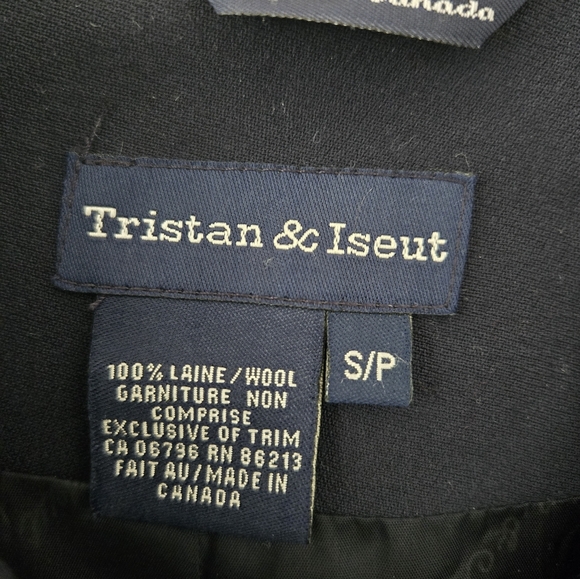 Canada
Tristan & Iseut
S/P
100% LAINE/WOOL
GARNITURE NON
COMPRISE
EXCLUSIVE OF TRIM
CA 06796 RN 86213
FAIT AU/MADE IN
CANADA